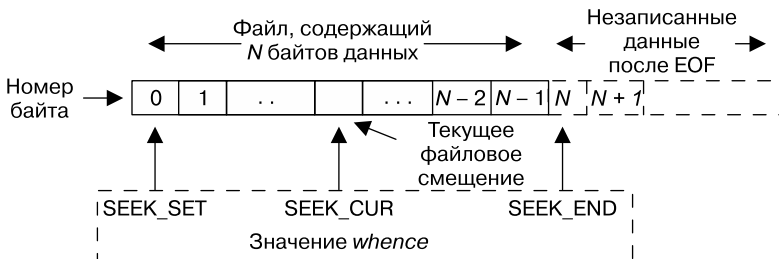 Файл, содержащий
N байтов данных
Незаписанные
данные
после EOF
Номер
байта
0 1 . . . . . N – 2 N – 1 N N + 1
Текущее
файловое
смещение
SEEK_SET SEEK_CUR SEEK_END
Значение whence